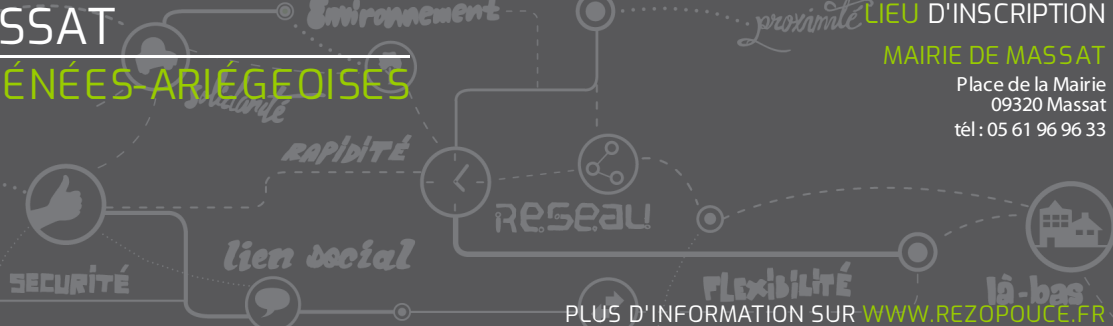 SSAT
ÉNÉES-ARIÉGEOISES
LIEU D'INSCRIPTION
MAIRIE DE MASSAT
Place de la Mairie
09320 Massat
tél : 05 61 96 96 33
Environnement
proximité
solidarité
RAPIDITÉ
RESEAU
lien social
SECURITÉ
FLEXIBILITÉ
là-bas
PLUS D'INFORMATION SUR WWW.REZOPOUCE.FR